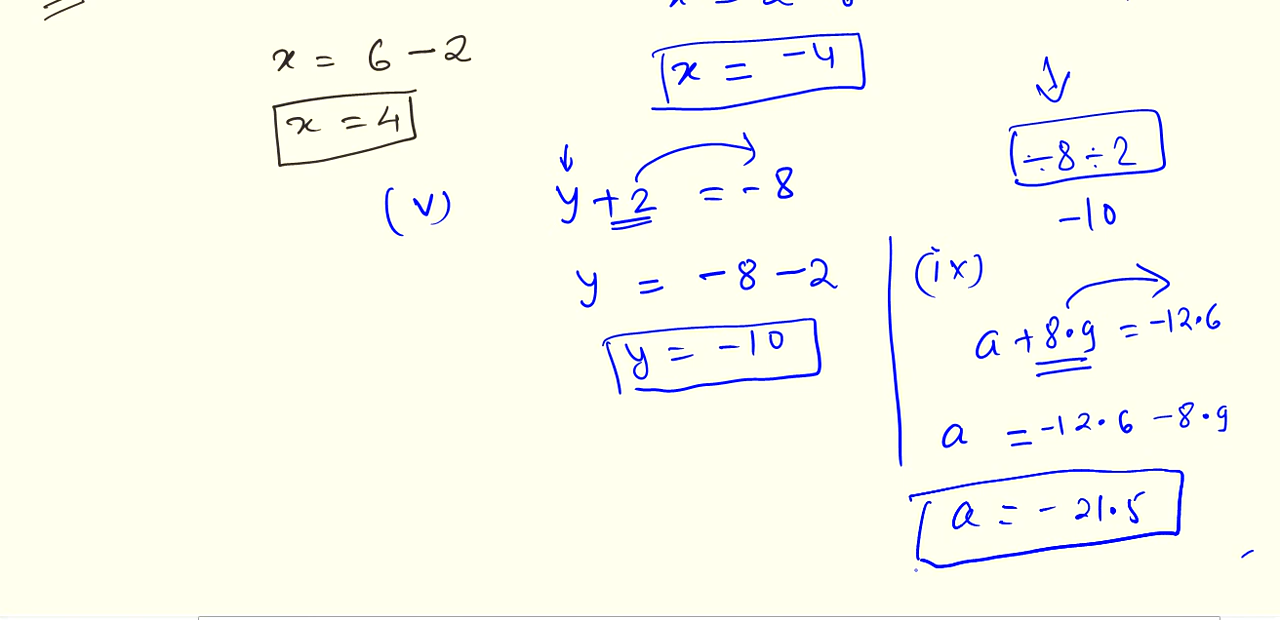 x = 6 - 2
x = 4
x = -4
(v) y + 2 = -8
y = -8 - 2
y = -10
÷8÷2
-10
(ix)
a + 8.9 = -12.6
a = -12.6 - 8.9
a = -21.5